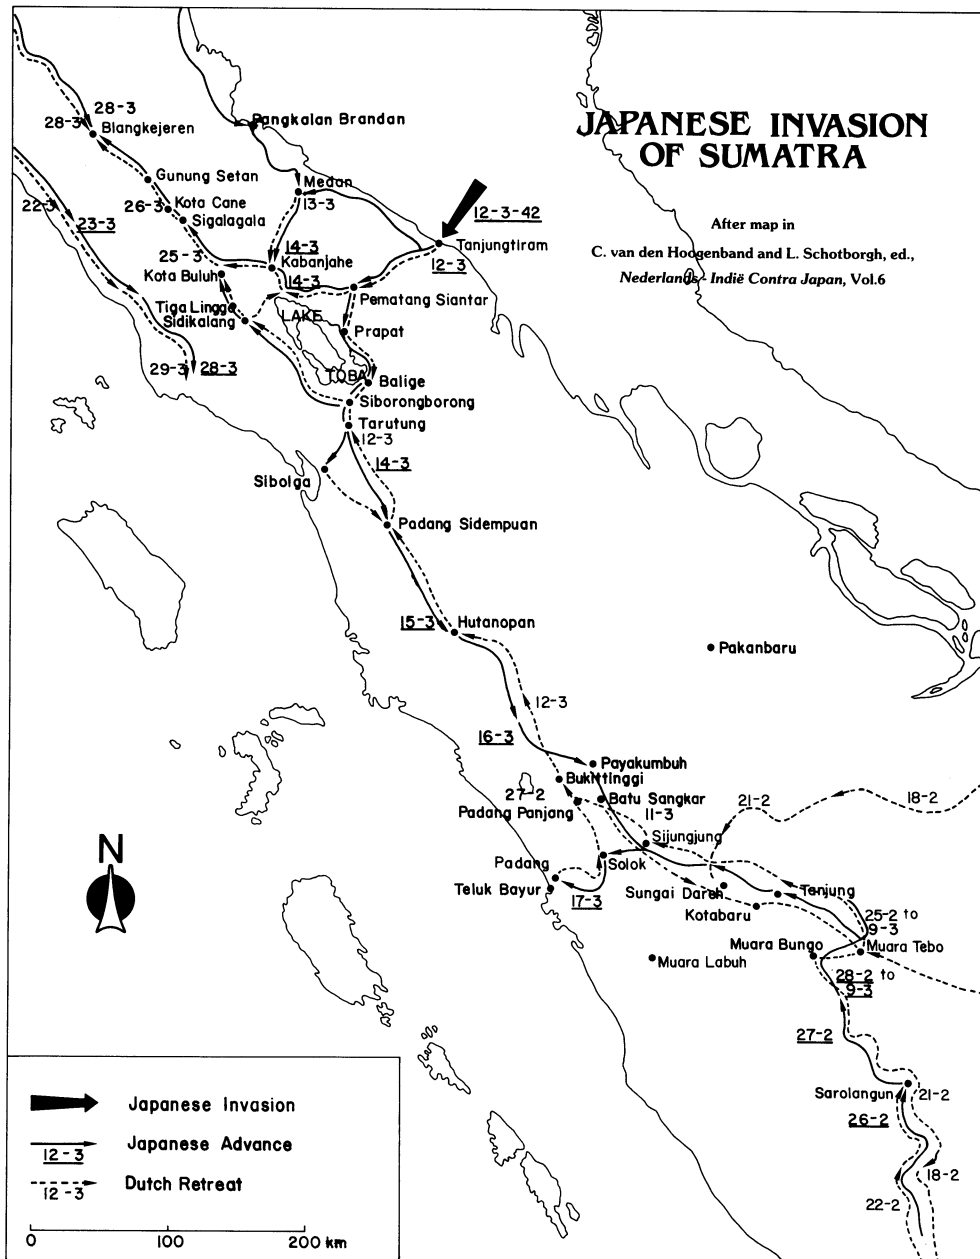 JAPANESE INVASION
OF SUMATRA
After map in
C. van den Hoogenband and L. Schotborgh, ed.,
Nederlands - Indië Contra Japan, Vol.6
28-3
28-3
Blangkejeren
Pangkalan Brandan
Gunung Setan
Medan
13-3
22-3
23-3
26-3
Kota Cane
Sigalagala
12-3-42
Tanjungtiram
12-3
14-3
25-3
Kabanjahe
Kota Buluh
14-3
Pematang Siantar
Tiga Lingga
Sidikalang
LAKE
Prapat
29-3
28-3
TOBA
Balige
Siborongborong
Tarutung
12-3
14-3
Sibolga
Padang Sidempuan
15-3
Hutanopan
Pakanbaru
12-3
16-3
Payakumbuh
Bukittinggi
27-2
Batu Sangkar
Padang Panjang
11-3
21-2
18-2
Sijungjung
Padang
Solok
Teluk Bayur
17-3
Sungai Dareh
Tanjung
Kotabaru
25-2 to
9-3
Muara Bungo
Muara Tebo
Muara Labuh
28-2 to
9-3
27-2
Sarolangun
21-2
26-2
18-2
22-2
N
Japanese Invasion
Japanese Advance
12-3
Dutch Retreat
12-3
0 100 200 km